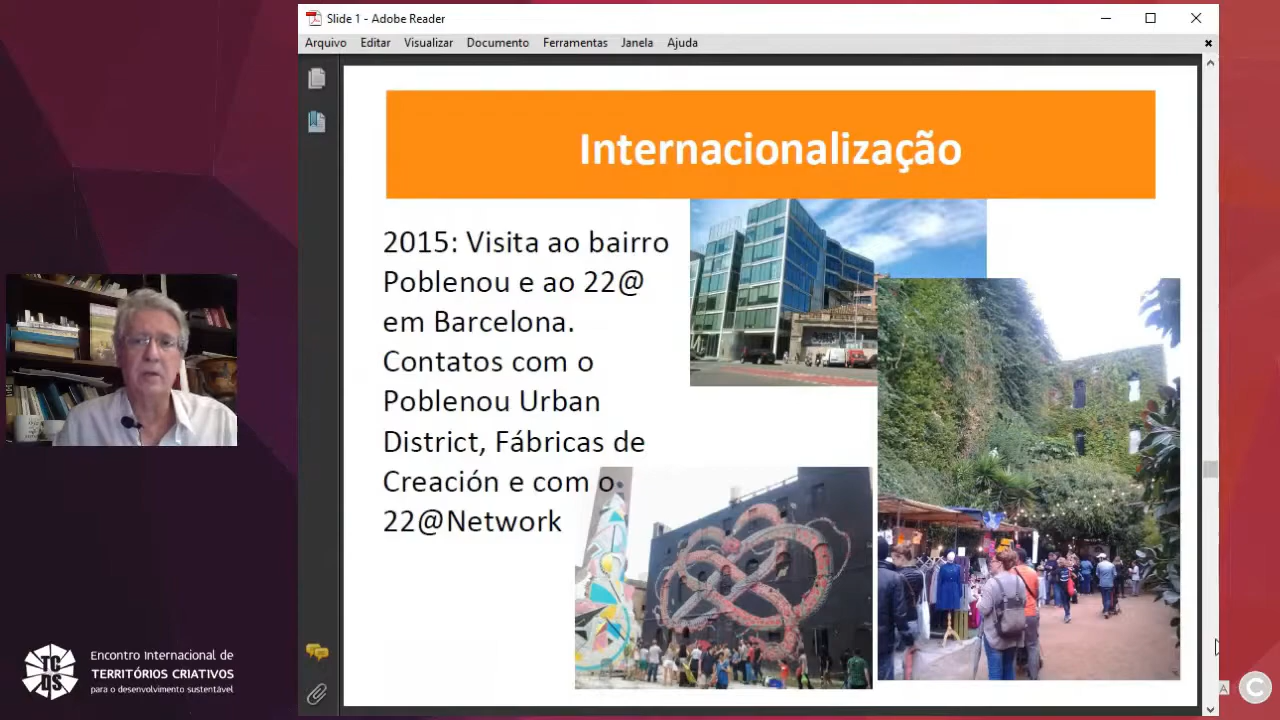 Slide 1 - Adobe Reader
Arquivo Editar Visualizar Documento Ferramentas Janela Ajuda
Internacionalização
2015: Visita ao bairro
Poblenou e ao 22@
em Barcelona.
Contatos com o
Poblenou Urban
District, Fábricas de
Creación e com o
22@Network
TC
DS
Encontro Internacional de
TERRITÓRIOS CRIATIVOS
para o desenvolvimento sustentável
A
C